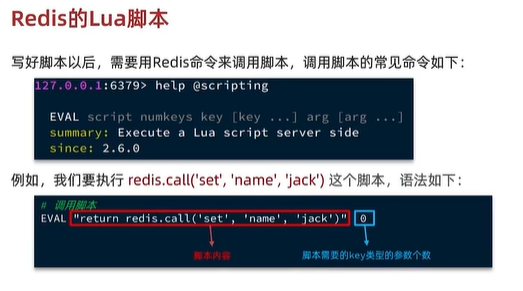 Redis的Lua脚本
写好脚本以后，需要用Redis命令来调用脚本，调用脚本的常见命令如下：
127.0.0.1:6379> help @scripting
EVAL script numkeys key [key ...] arg [arg ...]
summary: Execute a Lua script server side
since: 2.6.0
例如，我们要执行 redis.call('set', 'name', 'jack') 这个脚本，语法如下：
# 调用脚本
EVAL "return redis.call('set', 'name', 'jack')" 0
脚本内容 脚本需要的key类型的参数个数